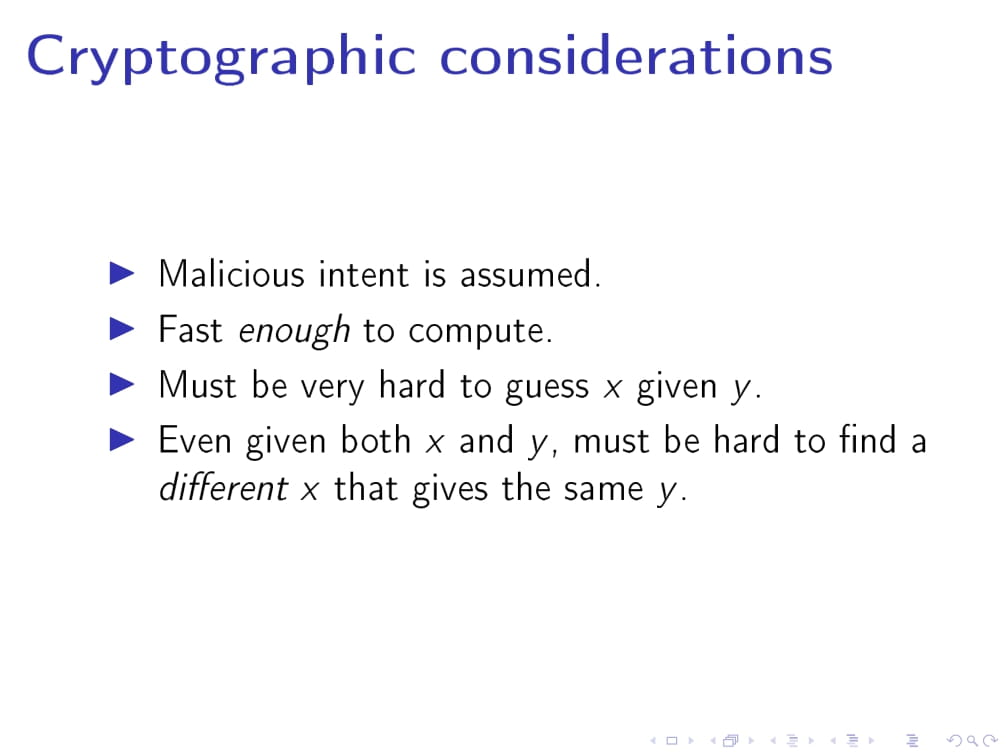 Cryptographic considerations
Malicious intent is assumed.
Fast enough to compute.
Must be very hard to guess x given y.
Even given both x and y, must be hard to find a
different x that gives the same y.